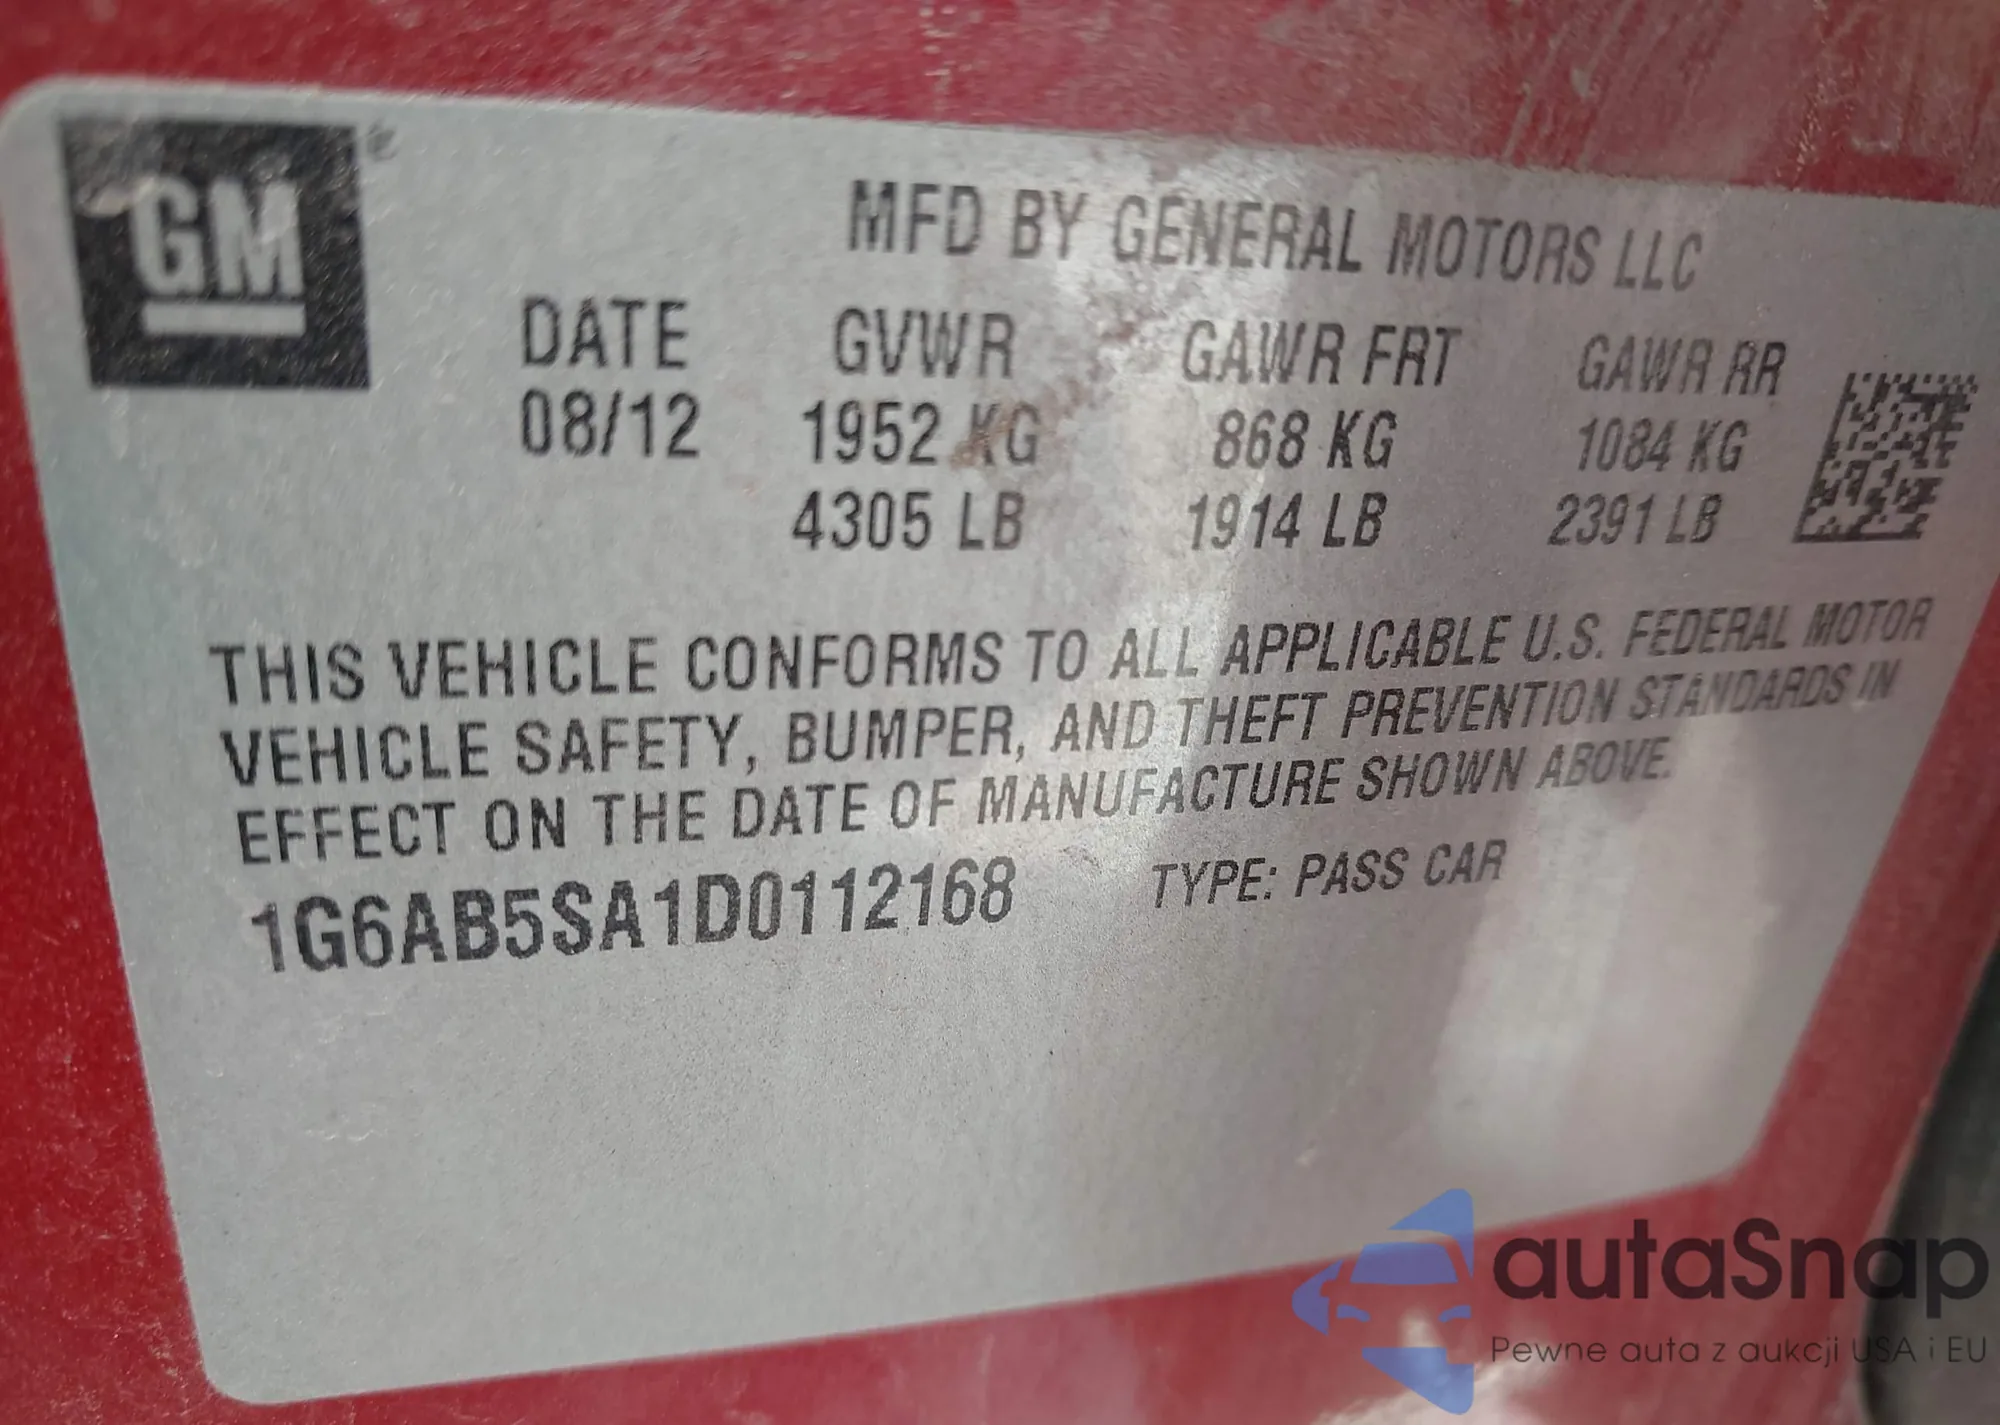 GM
MFD BY GENERAL MOTORS LLC
DATE GVWR GAWR FRT GAWR RR
08/12 1952 KG 868 KG 1084 KG
4305 LB 1914 LB 2391 LB
THIS VEHICLE CONFORMS TO ALL APPLICABLE U.S. FEDERAL MOTOR
VEHICLE SAFETY, BUMPER, AND THEFT PREVENTION STANDARDS IN
EFFECT ON THE DATE OF MANUFACTURE SHOWN ABOVE.
1G6AB5SA1D0112168 TYPE: PASS CAR
autaSnap
Pewne auta z aukcji USA i EU